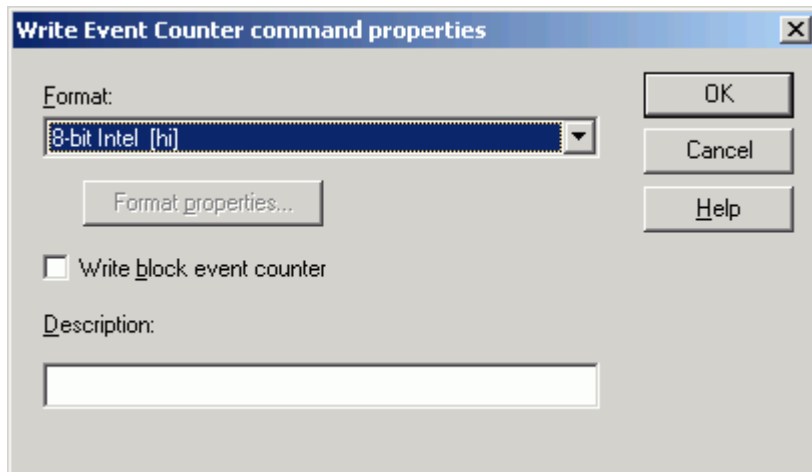 Write Event Counter command properties
Format:
8-bit Intel  [hi]
Format properties...
Write block event counter
Description:
OK
Cancel
Help